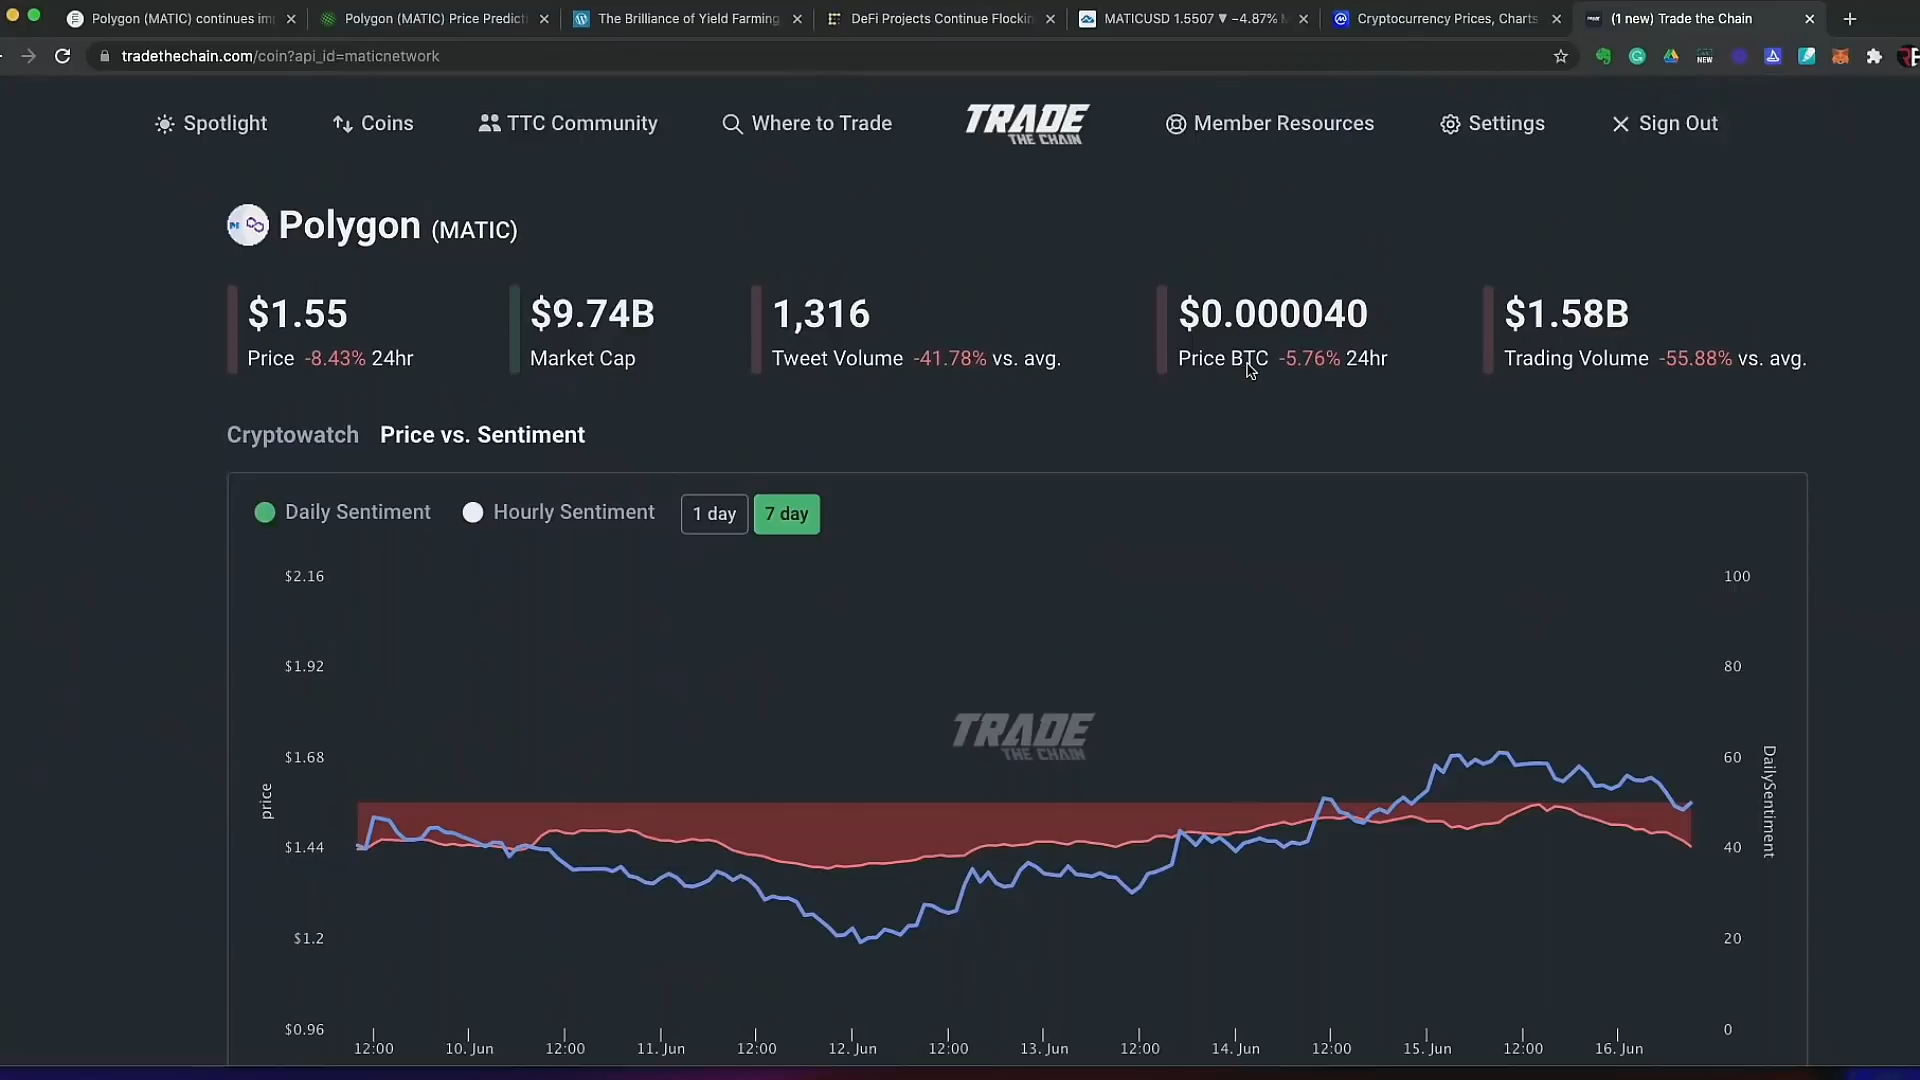 Polygon (MATIC) continues im
Polygon (MATIC) Price Predict
The Brilliance of Yield Farming
DeFi Projects Continue Flockin
MATICUSD 1.5507 ▼ −4.87%
Cryptocurrency Prices, Charts
(1 new) Trade the Chain
tradethechain.com/coin?api_id=maticnetwork
NEW
Spotlight
Coins
TTC Community
Where to Trade
TRADE
THE CHAIN
Member Resources
Settings
Sign Out
Polygon (MATIC)
$1.55
Price -8.43% 24hr
$9.74B
Market Cap
1,316
Tweet Volume -41.78% vs. avg.
$0.000040
Price BTC -5.76% 24hr
$1.58B
Trading Volume -55.88% vs. avg.
Cryptowatch Price vs. Sentiment
Daily Sentiment Hourly Sentiment 1 day 7 day
$2.16
$1.92
$1.68
$1.44
$1.2
$0.96
price
TRADE
THE CHAIN
100
80
60
40
20
0
DailySentiment
12:00 10. Jun 12:00 11. Jun 12:00 12. Jun 12:00 13. Jun 12:00 14. Jun 12:00 15. Jun 12:00 16. Jun